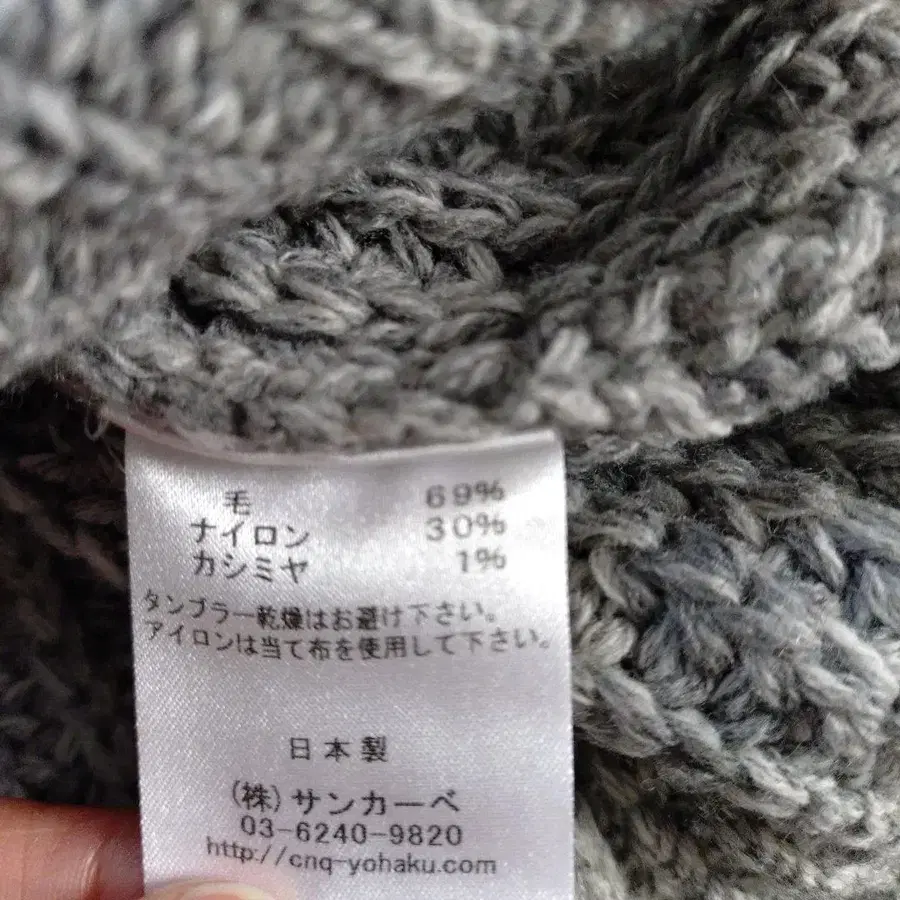 毛 69%
ナイロン 30%
カシミヤ 1%
タンブラー乾燥はお避け下さい。
アイロンは当て布を使用して下さい。
日本製
(株)サンカーベ
03-6240-9820
http://cnq-yohaku.com